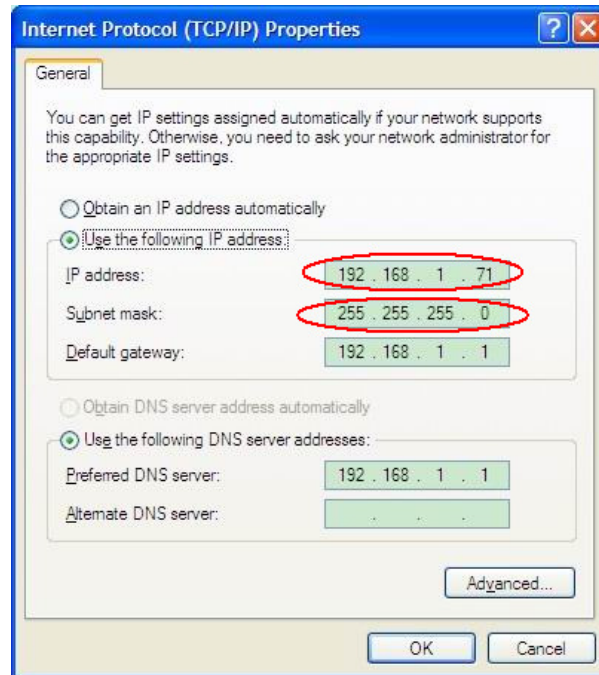 Internet Protocol (TCP/IP) Properties
General
You can get IP settings assigned automatically if your network supports
this capability. Otherwise, you need to ask your network administrator for
the appropriate IP settings.
Obtain an IP address automatically
Use the following IP address:
IP address: 192 . 168 . 1 . 71
Subnet mask: 255 . 255 . 255 . 0
Default gateway: 192 . 168 . 1 . 1
Obtain DNS server address automatically
Use the following DNS server addresses:
Preferred DNS server: 192 . 168 . 1 . 1
Alternate DNS server: . . .
Advanced...
OK Cancel